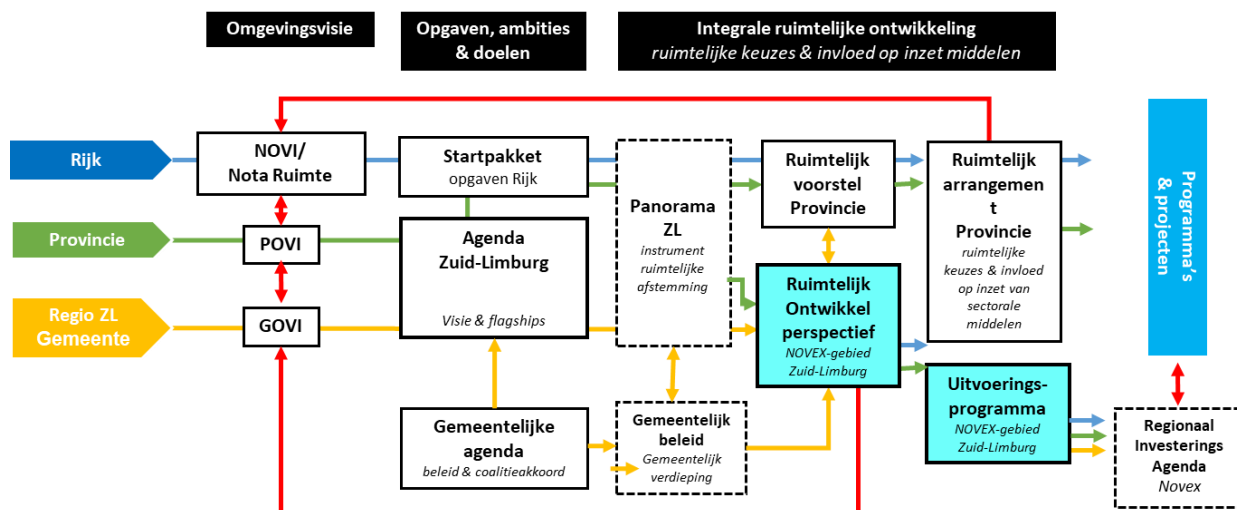 Omgevingsvisie
Opgaven, ambities
& doelen
Integrale ruimtelijke ontwikkeling
ruimtelijke keuzes & invloed op inzet middelen
Rijk
NOVI/
Nota Ruimte
Startpakket
opgaven Rijk
Panorama
ZL
instrument
ruimtelijke
afstemming
Ruimtelijk
voorstel
Provincie
Ruimtelijk
arrangemen
t
Provincie
ruimtelijke
keuzes & invloed
op inzet van
sectorale
middelen
Programma's
& projecten
Provincie
POVI
Agenda
Zuid-Limburg
Visie & flagships
Regio ZL
Gemeente
GOVI
Ruimtelijk
Ontwikkel
perspectief
NOVEX-gebied
Zuid-Limburg
Gemeentelijke
agenda
beleid & coalitieakkoord
Gemeentelijk
beleid
Gemeentelijk
verdieping
Uitvoerings-
programma
NOVEX-gebied
Zuid-Limburg
Regionaal
Investerings
Agenda
Novex